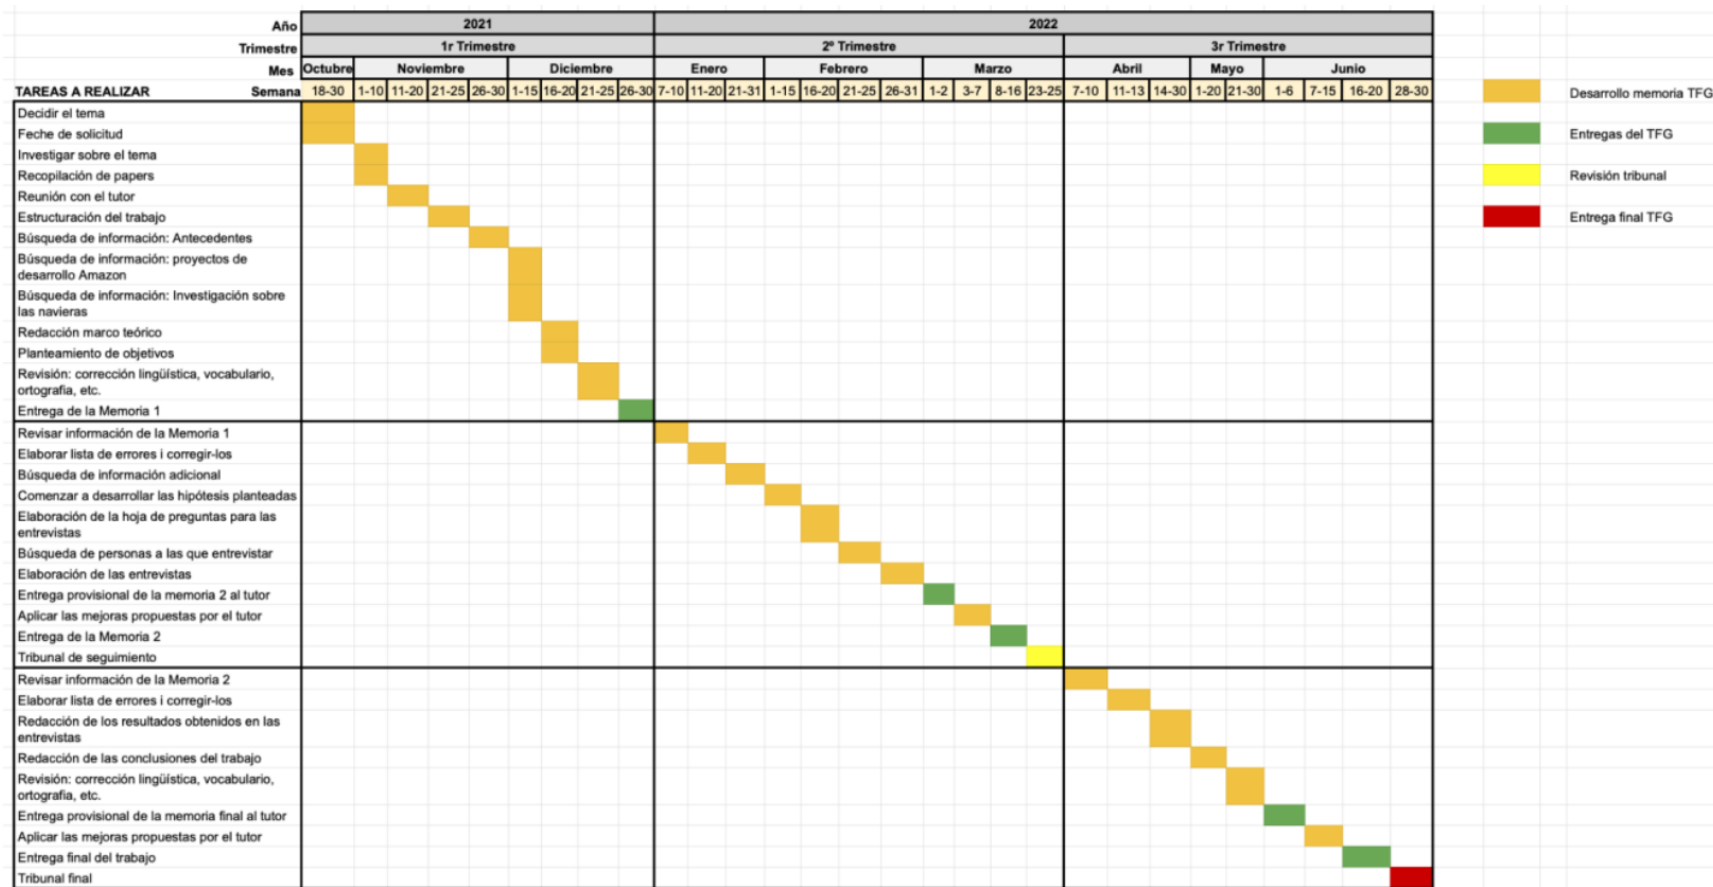 Año 2021 2022
Trimestre 1r Trimestre 2º Trimestre 3r Trimestre
Mes Octubre Noviembre Diciembre Enero Febrero Marzo Abril Mayo Junio
TAREAS A REALIZAR Semana 18-30 1-10 11-20 21-25 26-30 1-15 16-20 21-25 26-30 7-10 11-20 21-31 1-15 16-20 21-25 26-31 1-2 3-7 8-16 23-25 7-10 11-13 14-30 1-20 21-30 1-6 7-15 16-20 28-30
Decidir el tema
Feche de solicitud
Investigar sobre el tema
Recopilación de papers
Reunión con el tutor
Estructuración del trabajo
Búsqueda de información: Antecedentes
Búsqueda de información: proyectos de
desarrollo Amazon
Búsqueda de información: Investigación sobre
las navieras
Redacción marco teórico
Planteamiento de objetivos
Revisión: corrección lingüística, vocabulario,
ortografia, etc.
Entrega de la Memoria 1
Revisar información de la Memoria 1
Elaborar lista de errores i corregir-los
Búsqueda de información adicional
Comenzar a desarrollar las hipótesis planteadas
Elaboración de la hoja de preguntas para las
entrevistas
Búsqueda de personas a las que entrevistar
Elaboración de las entrevistas
Entrega provisional de la memoria 2 al tutor
Aplicar las mejoras propuestas por el tutor
Entrega de la Memoria 2
Tribunal de seguimiento
Revisar información de la Memoria 2
Elaborar lista de errores i corregir-los
Redacción de los resultados obtenidos en las
entrevistas
Redacción de las conclusiones del trabajo
Revisión: corrección lingüística, vocabulario,
ortografia, etc.
Entrega provisional de la memoria final al tutor
Aplicar las mejoras propuestas por el tutor
Entrega final del trabajo
Tribunal final
Desarrollo memoria TFG
Entregas del TFG
Revisión tribunal
Entrega final TFG